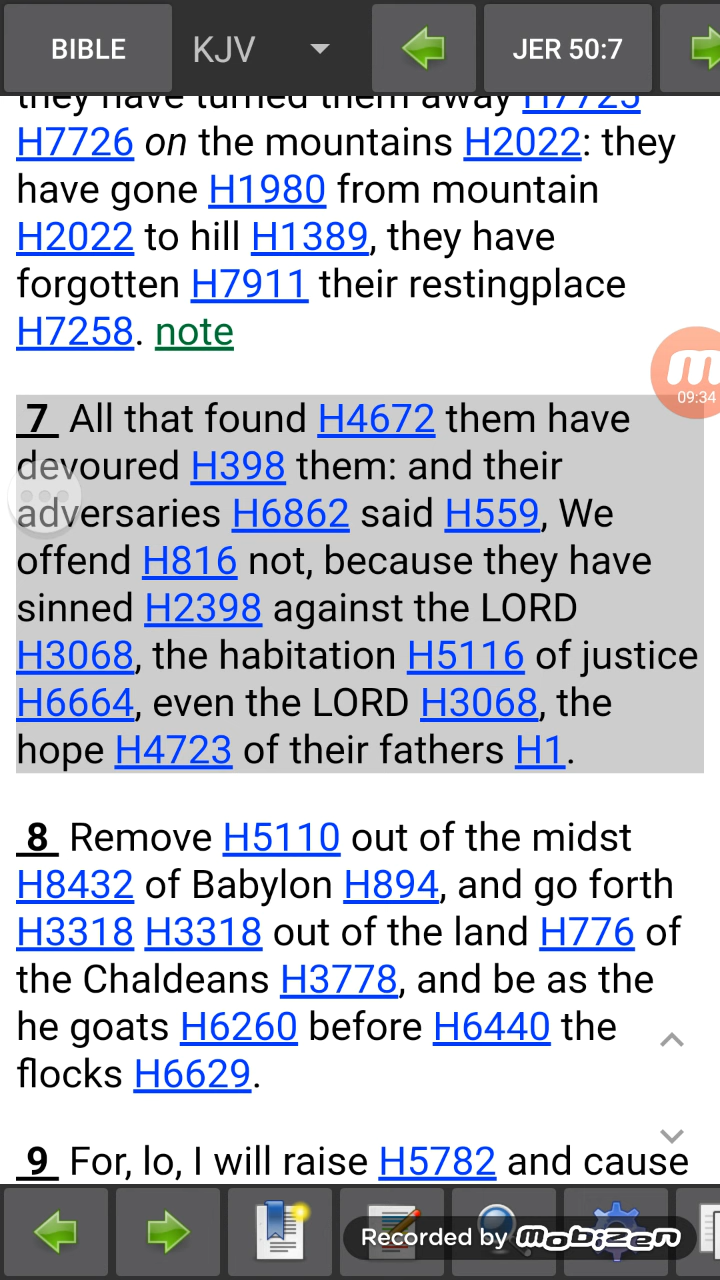 BIBLE KJV JER 50:7
they have turned them away H7725
H7726 on the mountains H2022: they
have gone H1980 from mountain
H2022 to hill H1389, they have
forgotten H7911 their restingplace
H7258. note
09:34
7 All that found H4672 them have
devoured H398 them: and their
adversaries H6862 said H559, We
offend H816 not, because they have
sinned H2398 against the LORD
H3068, the habitation H5116 of justice
H6664, even the LORD H3068, the
hope H4723 of their fathers H1.
8 Remove H5110 out of the midst
H8432 of Babylon H894, and go forth
H3318 H3318 out of the land H776 of
the Chaldeans H3778, and be as the
he goats H6260 before H6440 the
flocks H6629.
9 For, lo, I will raise H5782 and cause
Recorded by Mobizen